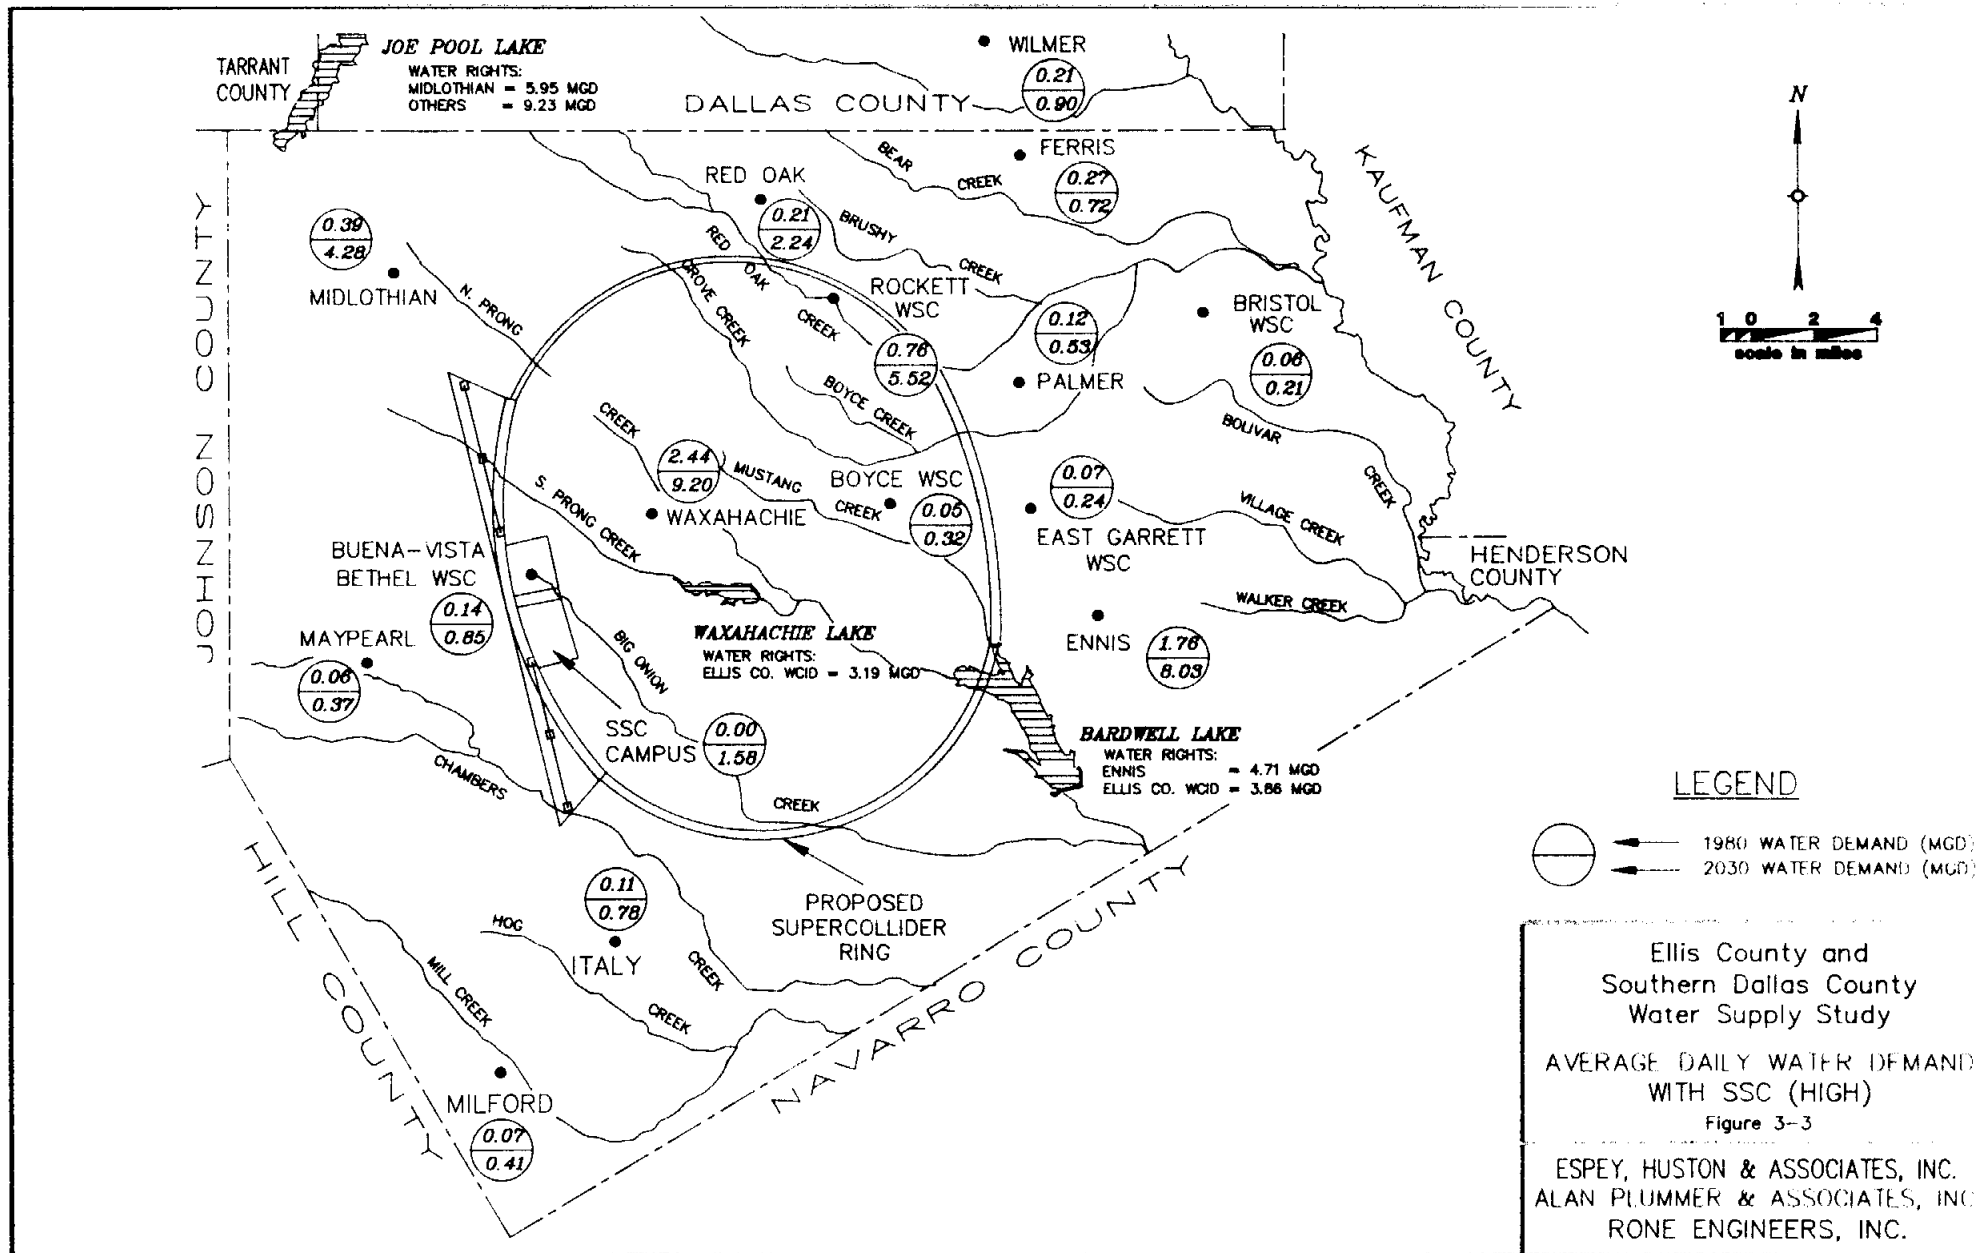 JOE POOL LAKE
WATER RIGHTS:
MIDLOTHIAN = 5.95 MGD
OTHERS = 9.23 MGD
TARRANT
COUNTY
DALLAS COUNTY
WILMER
0.21
0.90
FERRIS
0.27
0.72
BEAR
CREEK
KAUFMAN COUNTY
N
1 0 2 4
scale in miles
RED OAK
0.21
2.24
BRUSHY
CREEK
RED
OAK
CREEK
GROVE CREEK
ROCKETT
WSC
0.76
5.52
0.39
4.28
MIDLOTHIAN
N. PRONG
JOHNSON COUNTY
0.12
0.53
PALMER
BRISTOL
WSC
0.06
0.21
BOLIVAR
CREEK
BOYCE CREEK
CREEK
2.44
9.20
WAXAHACHIE
MUSTANG
CREEK
BOYCE WSC
0.05
0.32
0.07
0.24
EAST GARRETT
WSC
VILLAGE CREEK
WALKER CREEK
HENDERSON
COUNTY
S. PRONG CREEK
BUENA-VISTA
BETHEL WSC
0.14
0.85
MAYPEARL
0.06
0.37
BIG ONION
WAXAHACHIE LAKE
WATER RIGHTS:
ELLIS CO. WCID = 3.19 MGD
ENNIS
1.76
8.03
SSC
CAMPUS
0.00
1.58
CREEK
BARDWELL LAKE
WATER RIGHTS:
ENNIS = 4.71 MGD
ELLIS CO. WCID = 3.86 MGD
CHAMBERS
CREEK
PROPOSED
SUPERCOLLIDER
RING
HILL COUNTY
0.11
0.78
ITALY
HOG
CREEK
MILL CREEK
MILFORD
0.07
0.41
NAVARRO COUNTY
LEGEND
1980 WATER DEMAND (MGD)
2030 WATER DEMAND (MGD)
Ellis County and
Southern Dallas County
Water Supply Study
AVERAGE DAILY WATER DEMAND
WITH SSC (HIGH)
Figure 3-3
ESPEY, HUSTON & ASSOCIATES, INC.
ALAN PLUMMER & ASSOCIATES, INC
RONE ENGINEERS, INC.